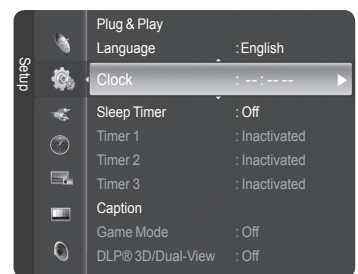 Setup
Plug & Play
Language : English
Clock : -- : -- --
Sleep Timer : Off
Timer 1 : Inactivated
Timer 2 : Inactivated
Timer 3 : Inactivated
Caption
Game Mode : Off
DLP® 3D/Dual-View : Off